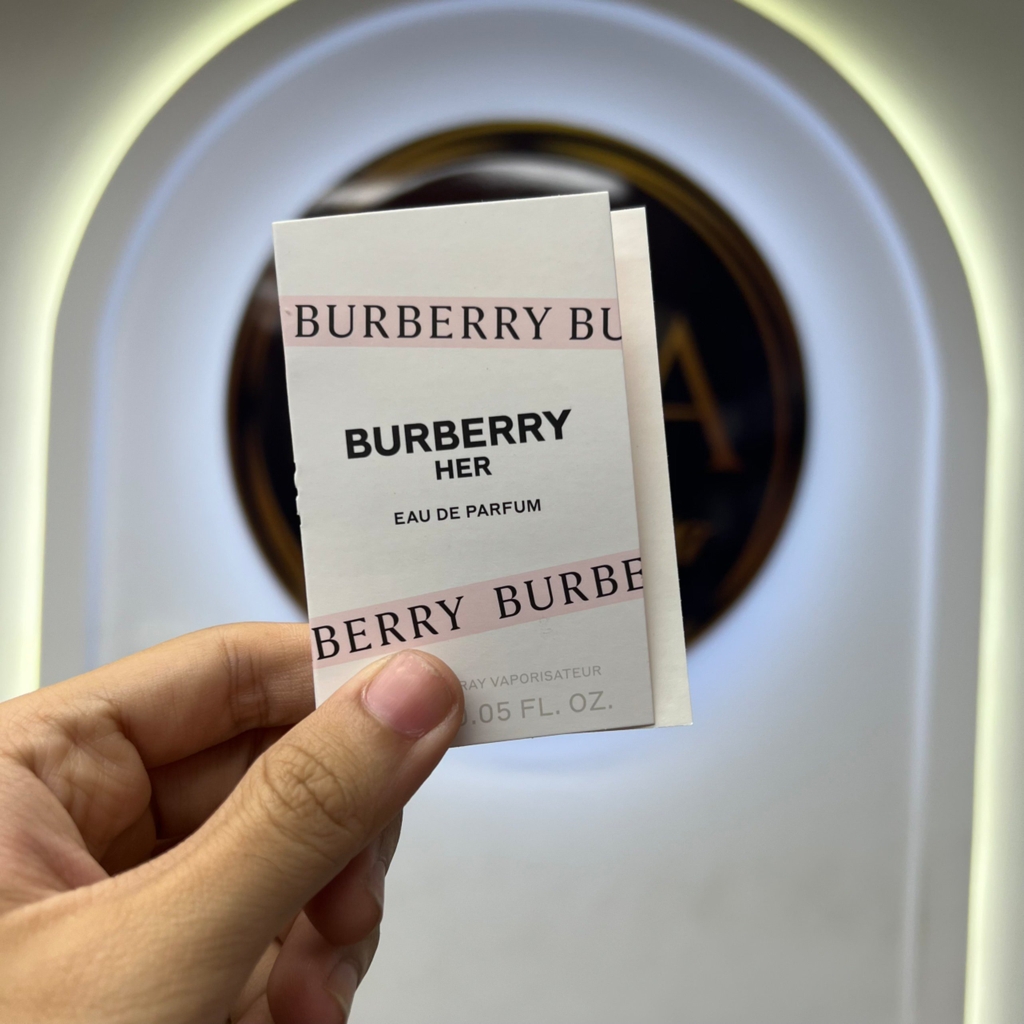 BURBERRY BU
BURBERRY
HER
EAU DE PARFUM
BERRY BURBE
RAY VAPORISATEUR
.05 FL. OZ.
A